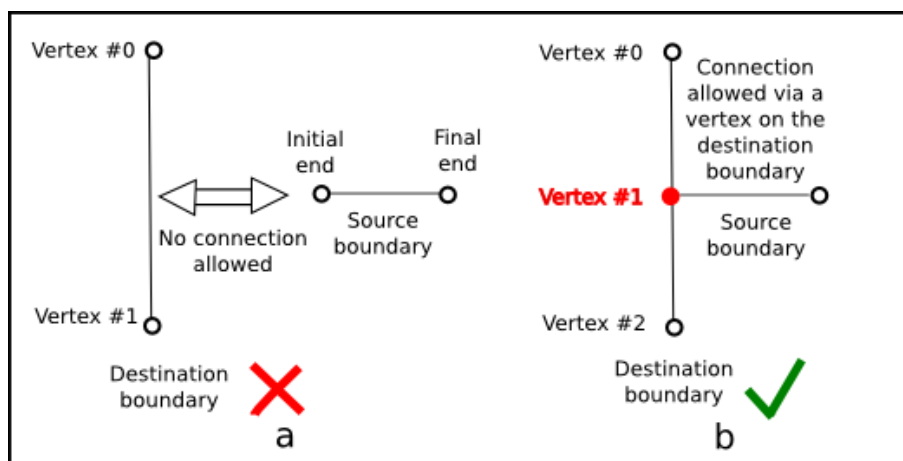 Vertex #0
Initial
end
Final
end
No connection
allowed
Source
boundary
Vertex #1
Destination
boundary
a
Vertex #0
Connection
allowed via a
vertex on the
destination
boundary
Vertex #1
Source
boundary
Vertex #2
Destination
boundary
b